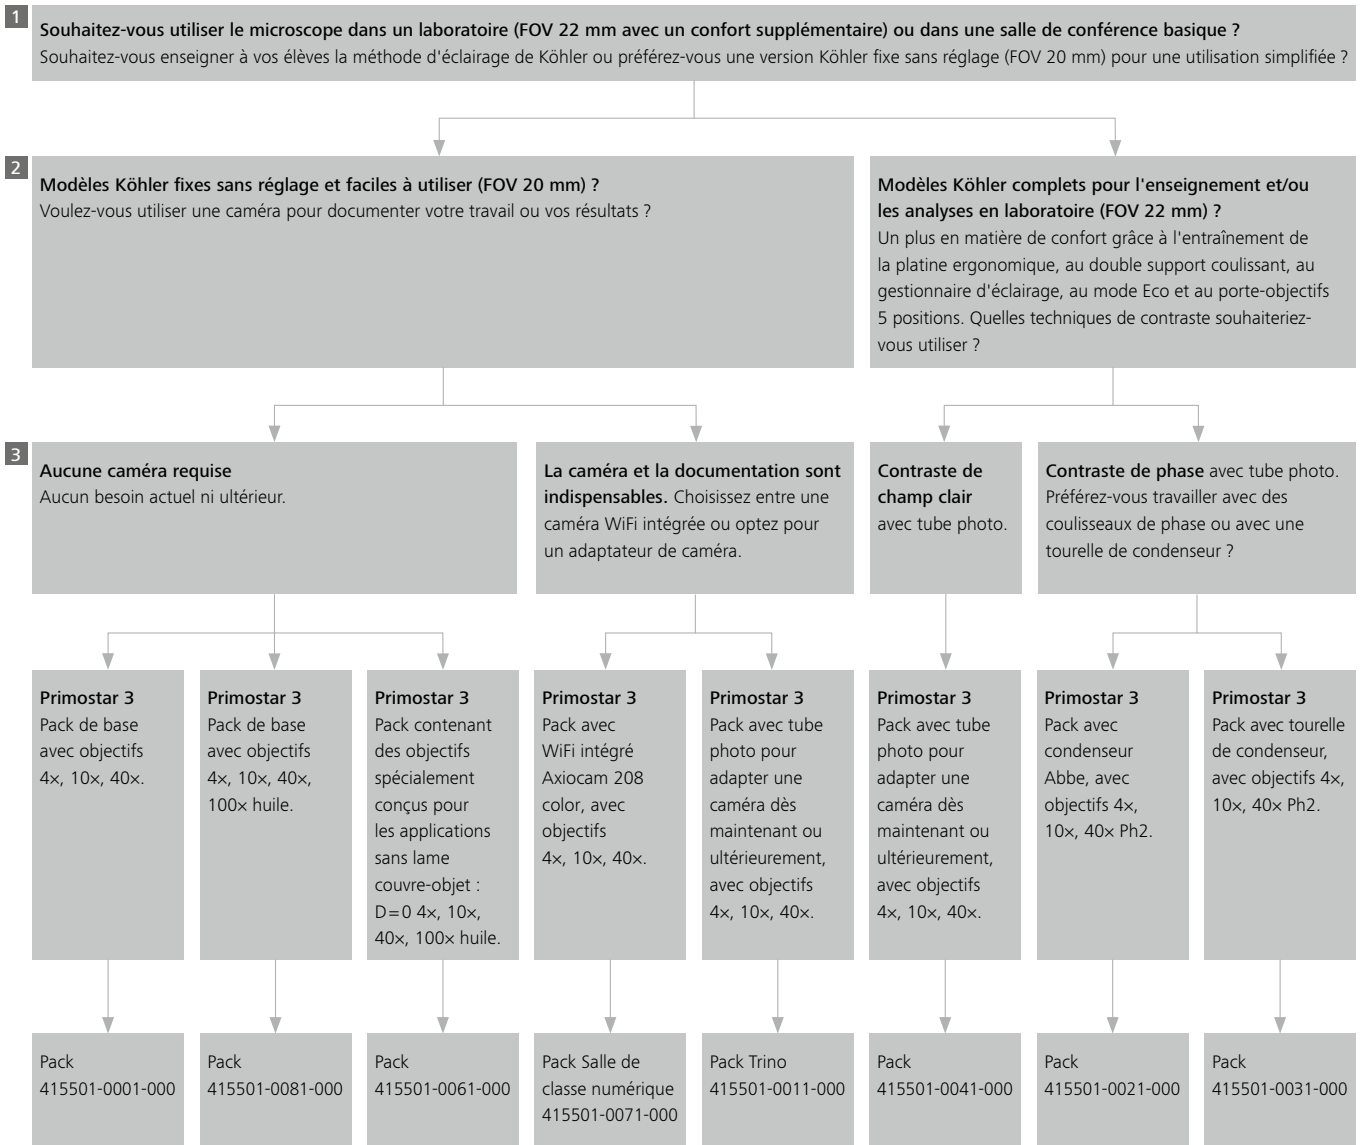 1
Souhaitez-vous utiliser le microscope dans un laboratoire (FOV 22 mm avec un confort supplémentaire) ou dans une salle de conférence basique ?
Souhaitez-vous enseigner à vos élèves la méthode d'éclairage de Köhler ou préférez-vous une version Köhler fixe sans réglage (FOV 20 mm) pour une utilisation simplifiée ?
2
Modèles Köhler fixes sans réglage et faciles à utiliser (FOV 20 mm) ?
Voulez-vous utiliser une caméra pour documenter votre travail ou vos résultats ?
Modèles Köhler complets pour l'enseignement et/ou
les analyses en laboratoire (FOV 22 mm) ?
Un plus en matière de confort grâce à l'entraînement de
la platine ergonomique, au double support coulissant, au
gestionnaire d'éclairage, au mode Eco et au porte-objectifs
5 positions. Quelles techniques de contraste souhaiteriez-
vous utiliser ?
3
Aucune caméra requise
Aucun besoin actuel ni ultérieur.
La caméra et la documentation sont
indispensables. Choisissez entre une
caméra WiFi intégrée ou optez pour
un adaptateur de caméra.
Contraste de
champ clair
avec tube photo.
Contraste de phase avec tube photo.
Préférez-vous travailler avec des
coulisseaux de phase ou avec une
tourelle de condenseur ?
Primostar 3
Pack de base
avec objectifs
4×, 10×, 40×.
Primostar 3
Pack de base
avec objectifs
4×, 10×, 40×,
100× huile.
Primostar 3
Pack contenant
des objectifs
spécialement
conçus pour
les applications
sans lame
couvre-objet :
D=0 4×, 10×,
40×, 100× huile.
Primostar 3
Pack avec
WiFi intégré
Axiocam 208
color, avec
objectifs
4×, 10×, 40×.
Primostar 3
Pack avec tube
photo pour
adapter une
caméra dès
maintenant ou
ultérieurement,
avec objectifs
4×, 10×, 40×.
Primostar 3
Pack avec tube
photo pour
adapter une
caméra dès
maintenant ou
ultérieurement,
avec objectifs
4×, 10×, 40×.
Primostar 3
Pack avec
condenseur
Abbe, avec
objectifs 4×,
10×, 40× Ph2.
Primostar 3
Pack avec tourelle
de condenseur,
avec objectifs 4×,
10×, 40× Ph2.
Pack
415501-0001-000
Pack
415501-0081-000
Pack
415501-0061-000
Pack Salle de
classe numérique
415501-0071-000
Pack Trino
415501-0011-000
Pack
415501-0041-000
Pack
415501-0021-000
Pack
415501-0031-000